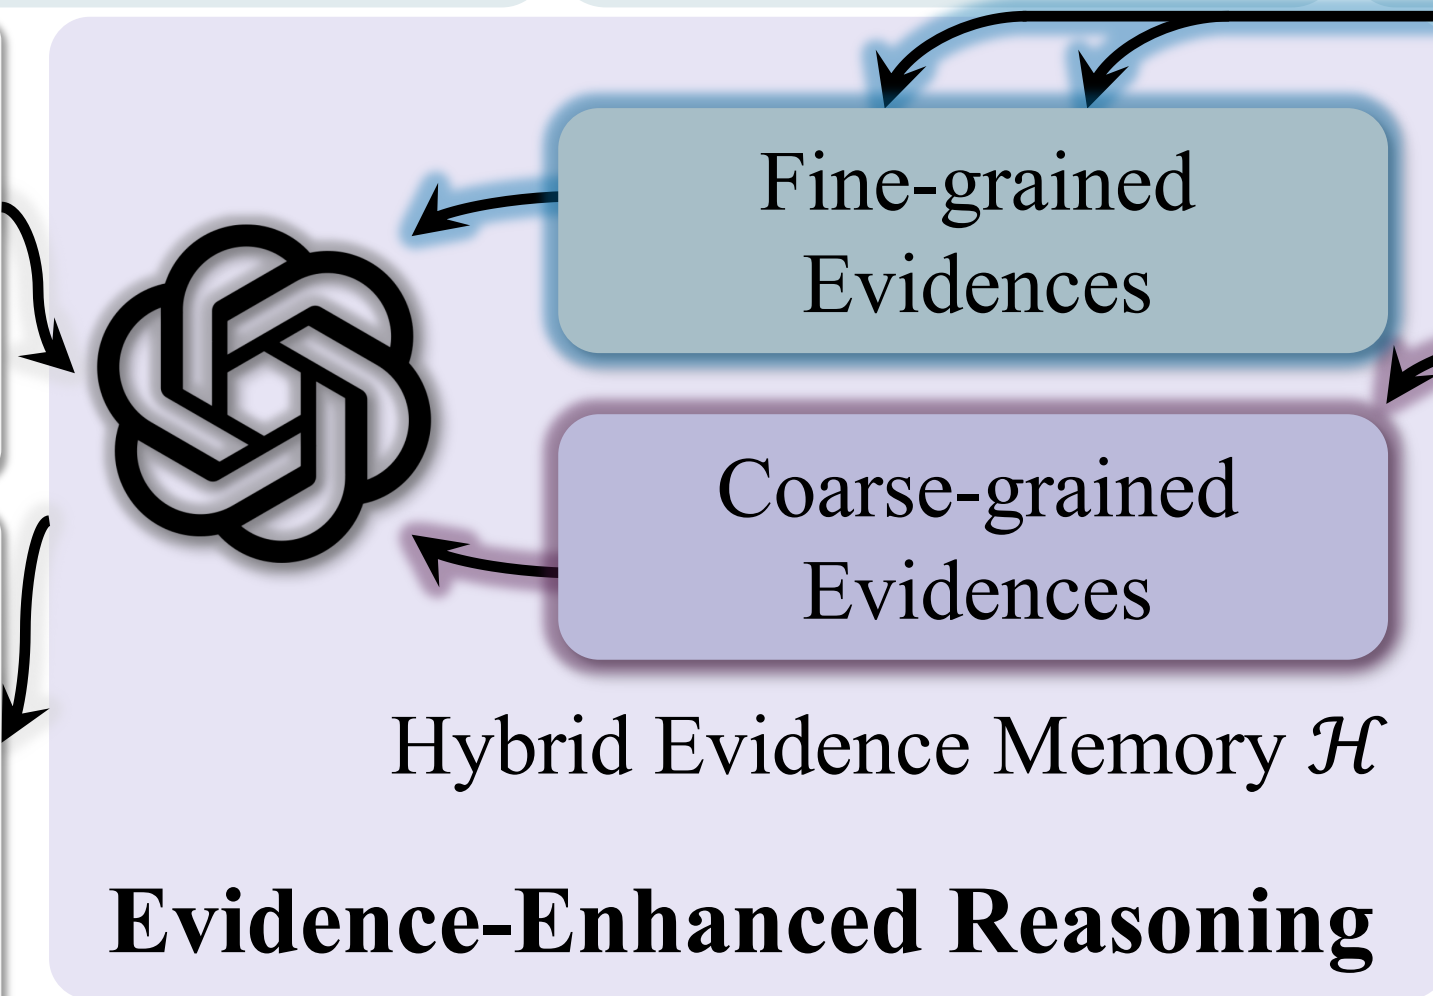 Fine-grained
Evidences
Coarse-grained
Evidences
Hybrid Evidence Memory ℋ
Evidence-Enhanced Reasoning